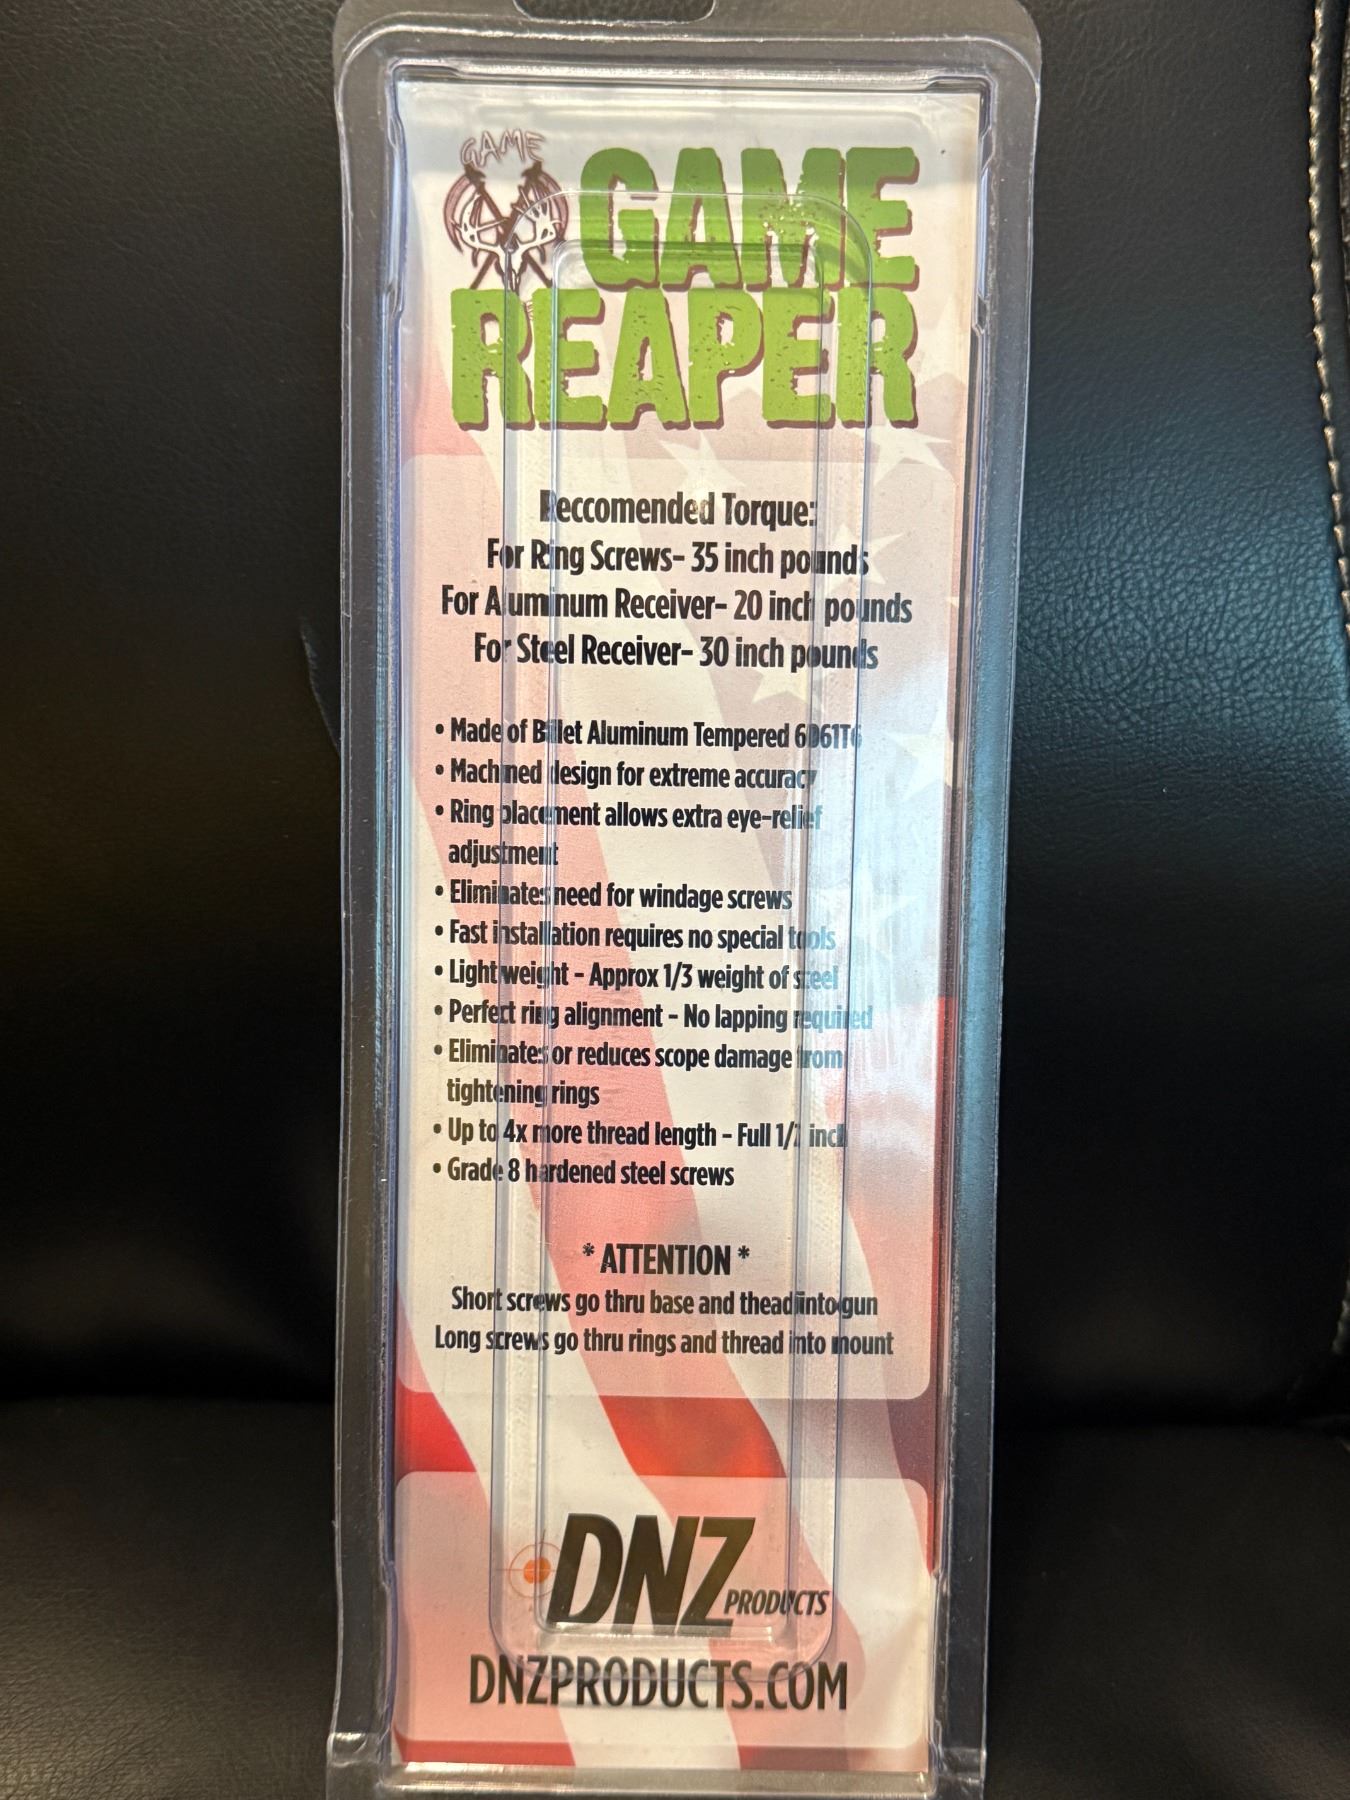 GAME
GAME
REAPER
Reccomended Torque:
For Ring Screws- 35 inch pounds
For Aluminum Receiver- 20 inch pounds
For Steel Receiver- 30 inch pounds
• Made of Billet Aluminum Tempered 6061T6
• Machined design for extreme accuracy
• Ring placement allows extra eye-relief
adjustment
• Eliminates need for windage screws
• Fast installation requires no special tools
• Light weight - Approx 1/3 weight of steel
• Perfect ring alignment - No lapping required
• Eliminates or reduces scope damage from
tightening rings
• Up to 4x more thread length - Full 1/2 inch
• Grade 8 hardened steel screws
* ATTENTION *
Short screws go thru base and thead into gun
Long screws go thru rings and thread into mount
DNZ PRODUCTS
DNZPRODUCTS.COM